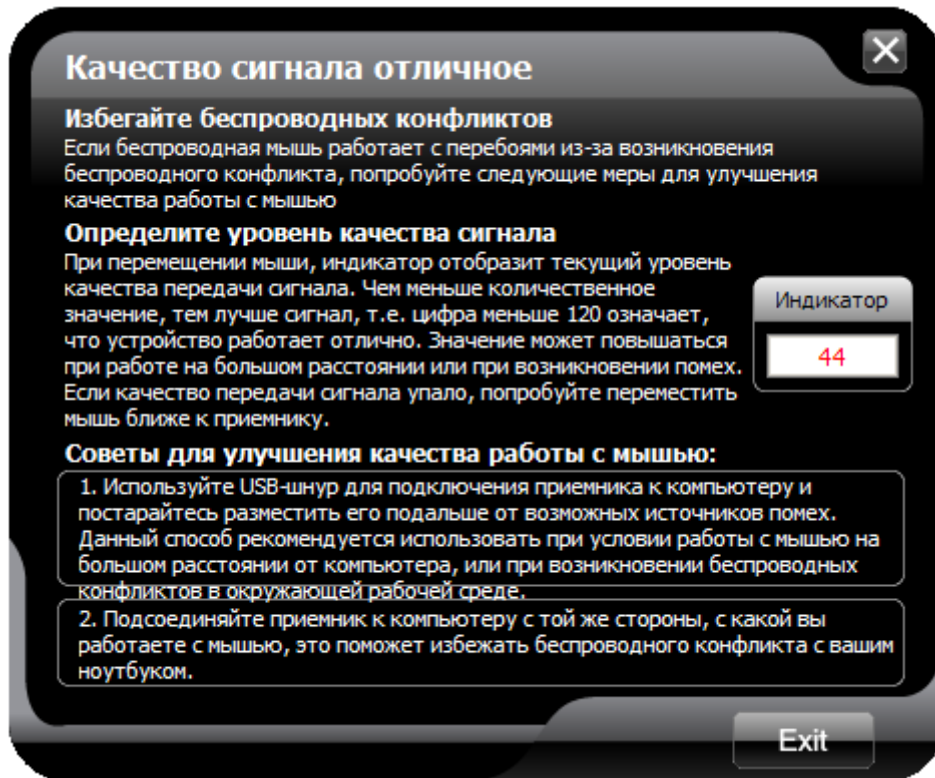 Качество сигнала отличное
Избегайте беспроводных конфликтов
Если беспроводная мышь работает с перебоями из-за возникновения
беспроводного конфликта, попробуйте следующие меры для улучшения
качества работы с мышью
Определите уровень качества сигнала
При перемещении мыши, индикатор отобразит текущий уровень
качества передачи сигнала. Чем меньше количественное
значение, тем лучше сигнал, т.е. цифра меньше 120 означает,
что устройство работает отлично. Значение может повышаться
при работе на большом расстоянии или при возникновении помех.
Если качество передачи сигнала упало, попробуйте переместить
мышь ближе к приемнику.
Индикатор
44
Советы для улучшения качества работы с мышью:
1. Используйте USB-шнур для подключения приемника к компьютеру и
постарайтесь разместить его подальше от возможных источников помех.
Данный способ рекомендуется использовать при условии работы с мышью на
большом расстоянии от компьютера, или при возникновении беспроводных
конфликтов в окружающей рабочей среде.
2. Подсоединяйте приемник к компьютеру с той же стороны, с какой вы
работаете с мышью, это поможет избежать беспроводного конфликта с вашим
ноутбуком.
Exit